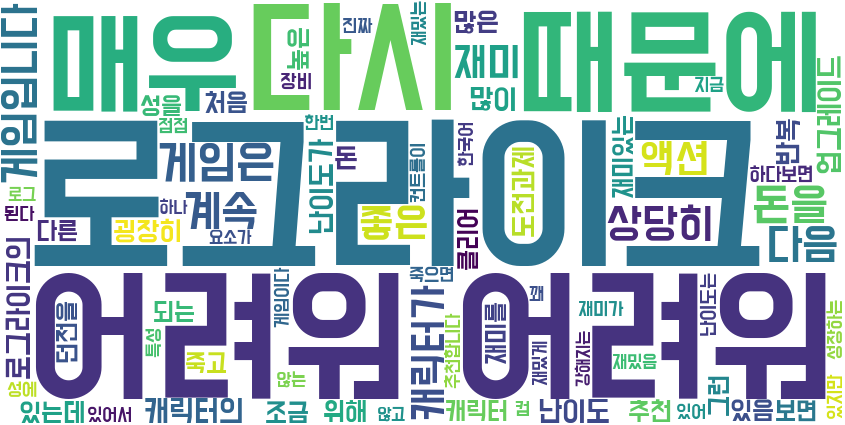 게임입니다
매우
다시
때문에
진짜
재밌는
많은
높은
장비
재미
많이
지금
업그레이드
성을
처음
점점
한번
로그라이크
게임은
난이도가
돈
컨트롤이
한국어
도전과제
재미있는
액션
반복
하다보면
로그
된다
다른
하나
굉장히
계속
요소가
좋은
클리어
상당히
돈을
다음
로그라이크의
어려워
어려워
던전을
되는
특성
죽고
게임이다
않는
죽으면
캐릭터가
추천합니다
재미를
꽤
재밌게
강해지는
재미가
재밌음
난이도는
성장하는
성에
있는데
있어서
캐릭터의
조금
위해
않고
캐릭터
컴
난이도
추천
있어
그런
있음
보면
있지만